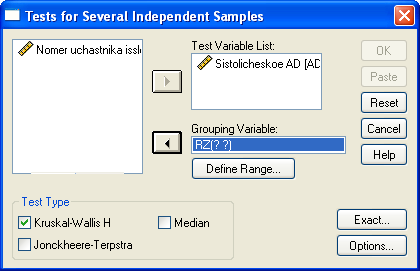 Tests for Several Independent Samples
Nomer uchastnika issl
Test Variable List:
Sistolicheskoe AD [AD
Grouping Variable:
RZ(? ?)
Define Range...
OK
Paste
Reset
Cancel
Help
Test Type
Kruskal-Wallis H
Median
Jonckheere-Terpstra
Exact...
Options...